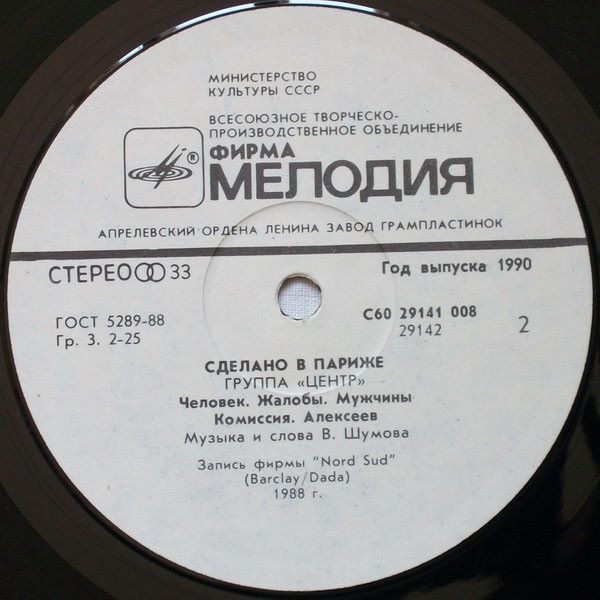 МИНИСТЕРСТВО
КУЛЬТУРЫ СССР
ВСЕСОЮЗНОЕ ТВОРЧЕСКО-
ПРОИЗВОДСТВЕННОЕ ОБЪЕДИНЕНИЕ
®
ФИРМА
МЕЛОДИЯ
АПРЕЛЕВСКИЙ ОРДЕНА ЛЕНИНА ЗАВОД ГРАМПЛАСТИНОК
СТЕРЕО 33
Год выпуска 1990
ГОСТ 5289-88
Гр. 3. 2-25
С60 29141 008
29142
2
СДЕЛАНО В ПАРИЖЕ
ГРУППА «ЦЕНТР»
Человек. Жалобы. Мужчины
Комиссия. Алексеев
Музыка и слова В. Шумова
Запись фирмы "Nord Sud"
(Barclay/Dada)
1988 г.